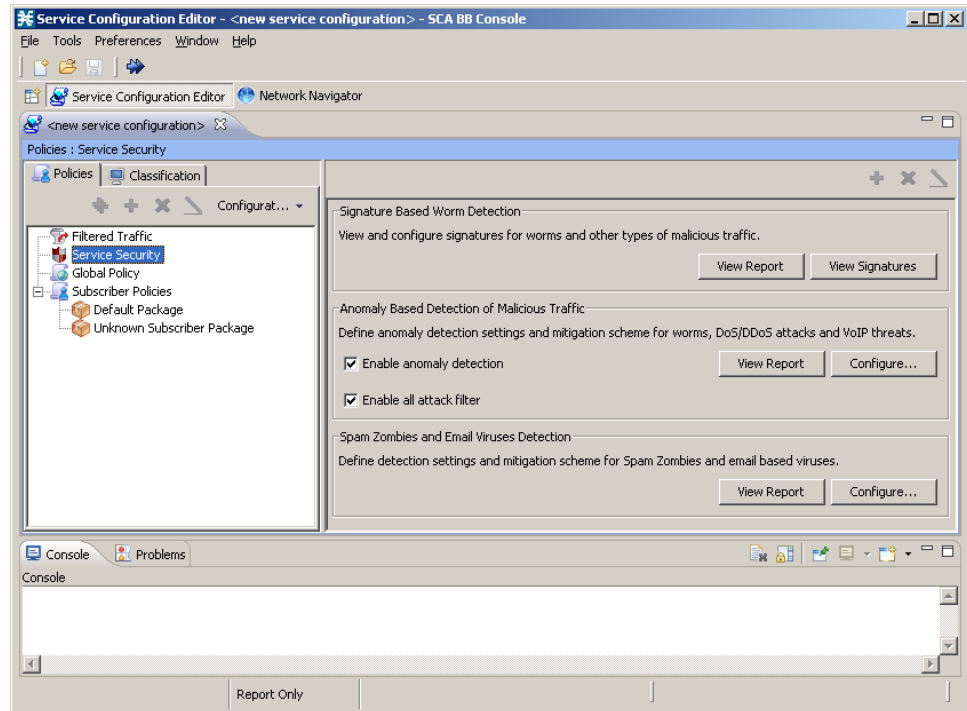 Service Configuration Editor - <new service configuration> - SCA BB Console
File Tools Preferences Window Help
Service Configuration Editor Network Navigator
<new service configuration>
Policies : Service Security
Policies Classification
Configurat...
Filtered Traffic
Service Security
Global Policy
Subscriber Policies
Default Package
Unknown Subscriber Package
Signature Based Worm Detection
View and configure signatures for worms and other types of malicious traffic.
View Report View Signatures
Anomaly Based Detection of Malicious Traffic
Define anomaly detection settings and mitigation scheme for worms, DoS/DDoS attacks and VoIP threats.
Enable anomaly detection View Report Configure...
Enable all attack filter
Spam Zombies and Email Viruses Detection
Define detection settings and mitigation scheme for Spam Zombies and email based viruses.
View Report Configure...
Console Problems
Console
Report Only